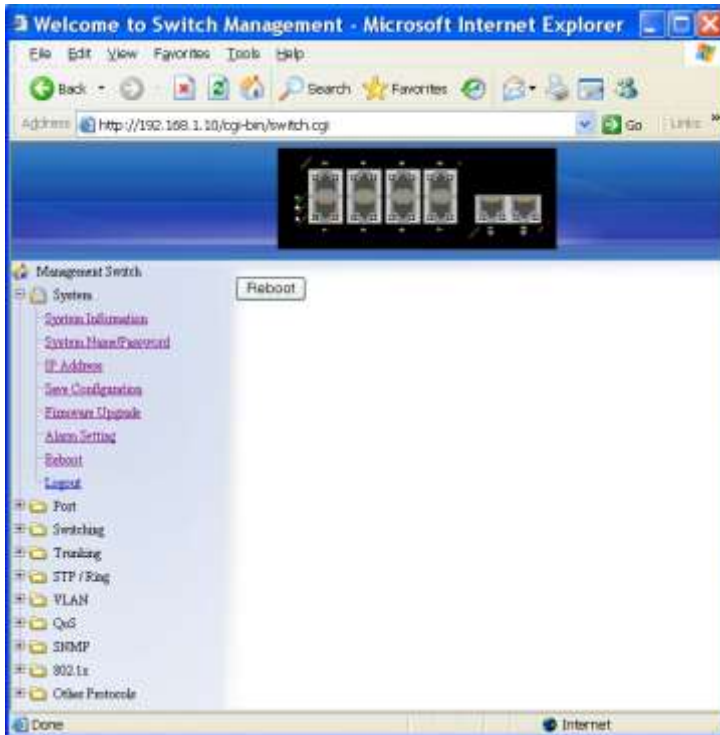 Welcome to Switch Management - Microsoft Internet Explorer
File Edit View Favorites Tools Help
Back Search Favorites
Address http://192.168.1.10/cgi-bin/switch.cgi Go Links »
Management Switch
System
System Information
System Name/Password
IP Address
Save Configuration
Firmware Upgrade
Alarm Setting
Reboot
Logout
Port
Switching
Trunking
STP / Ring
VLAN
QoS
SNMP
802.1x
Other Protocols
Reboot
Done Internet